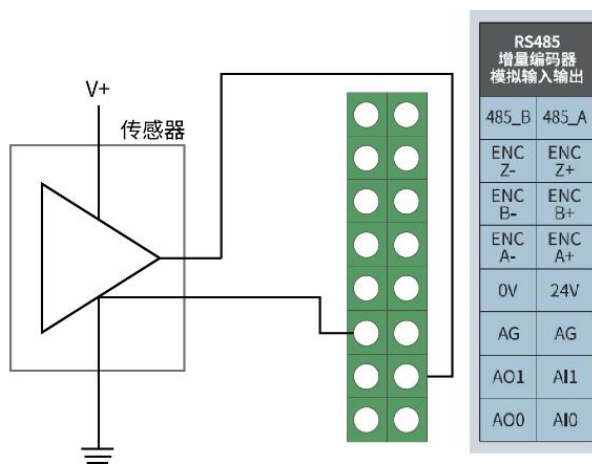 V+
传感器
RS485
增量编码器
模拟输入输出
485_B 485_A
ENC Z- ENC Z+
ENC B- ENC B+
ENC A- ENC A+
0V 24V
AG AG
AO1 AI1
AO0 AI0